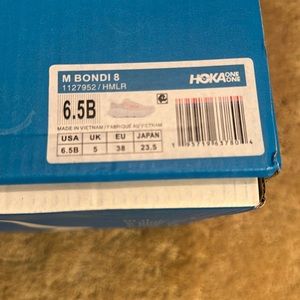 M BONDI 8
1127952 / HMLR
HOKA ONE ONE
6.5B
MADE IN VIETNAM / FABRIQUÉ AU VIETNAM
USA UK EU JAPAN
6.5B 5 38 23.5